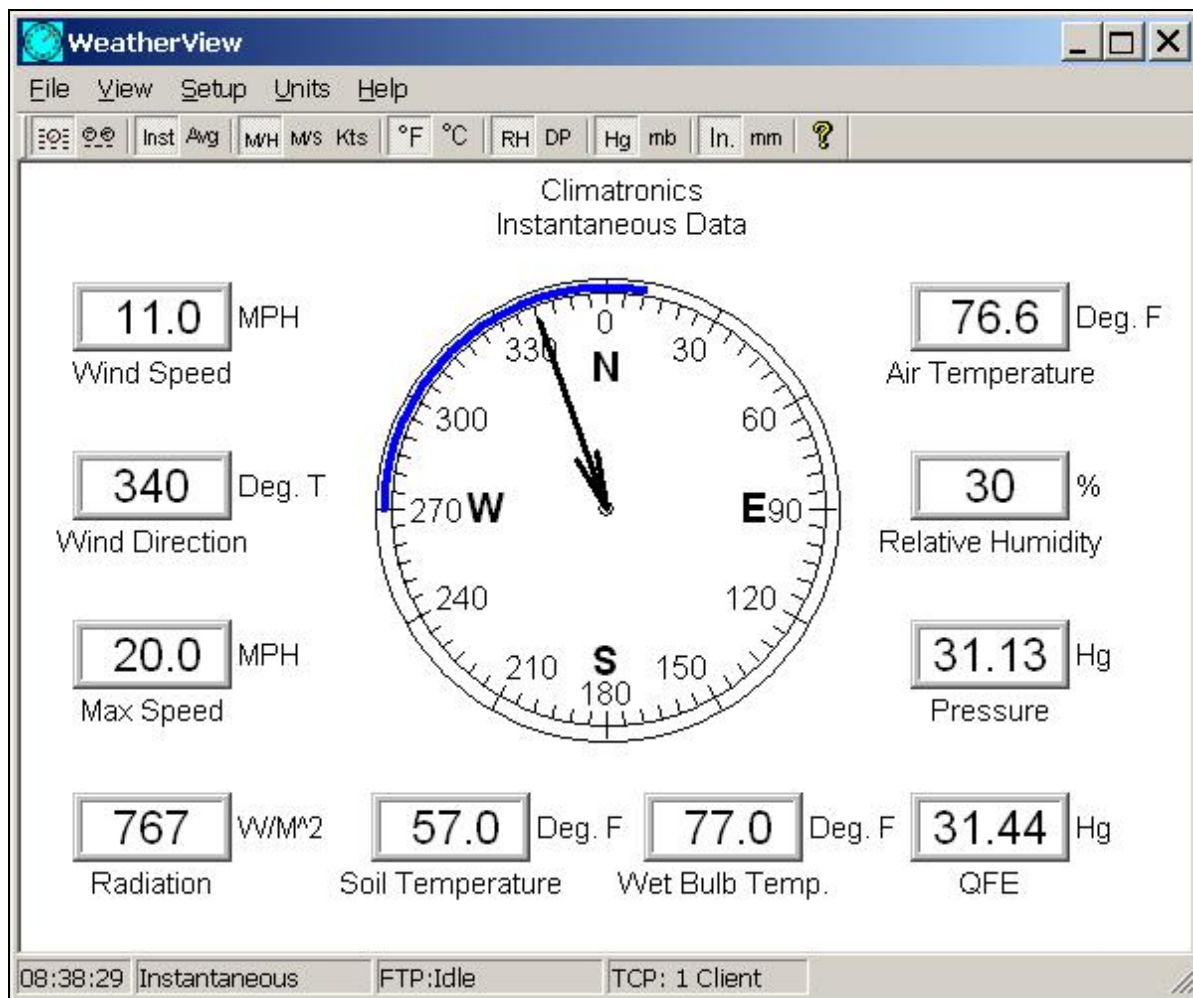 WeatherView
File View Setup Units Help
Inst Avg M/H M/S Kts °F °C RH DP Hg mb In. mm ?
Climatronics
Instantaneous Data
11.0 MPH
Wind Speed
340 Deg. T
Wind Direction
20.0 MPH
Max Speed
0
30
60
90
120
150
180
210
240
270
300
330
N
E
S
W
76.6 Deg. F
Air Temperature
30 %
Relative Humidity
31.13 Hg
Pressure
767 W/M^2
Radiation
57.0 Deg. F
Soil Temperature
77.0 Deg. F
Wet Bulb Temp.
31.44 Hg
QFE
08:38:29 Instantaneous FTP:Idle TCP: 1 Client